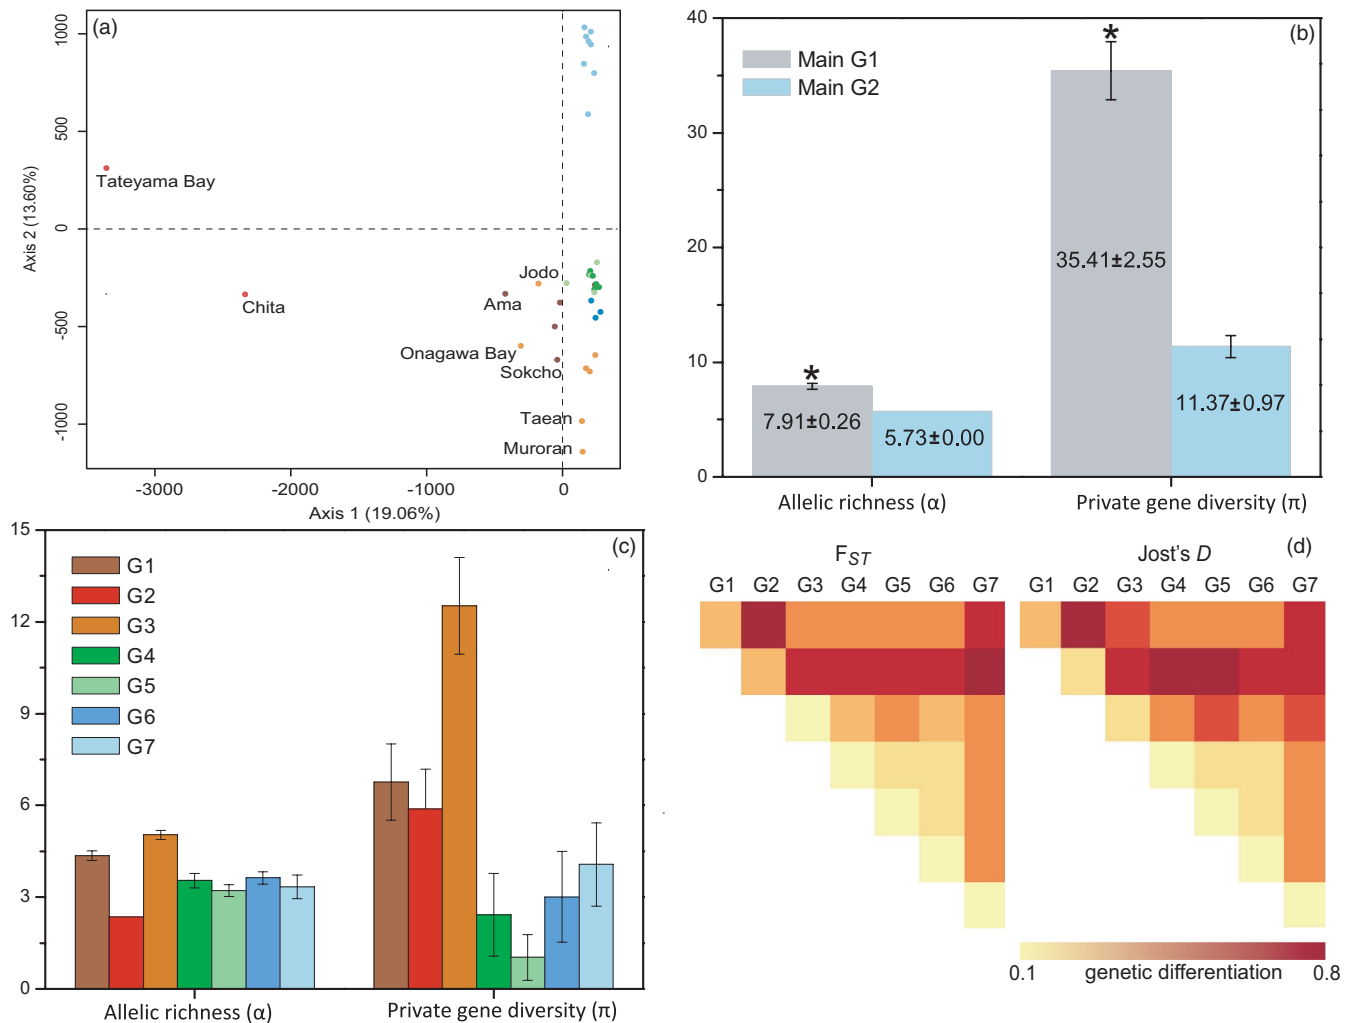 (a)
1000
500
0
-500
-1000
Axis 2 (13.60%)
Tateyama Bay
Chita
Jodo
Ama
Onagawa Bay
Sokcho
Taean
Muroran
-3000 -2000 -1000 0
Axis 1 (19.06%)
(b)
40
30
20
10
0
Main G1
Main G2
*
*
35.41±2.55
7.91±0.26
5.73±0.00
11.37±0.97
Allelic richness (α) Private gene diversity (π)
(c)
15
12
9
6
3
0
G1
G2
G3
G4
G5
G6
G7
Allelic richness (α) Private gene diversity (π)
(d)
FST Jost's D
G1 G2 G3 G4 G5 G6 G7 G1 G2 G3 G4 G5 G6 G7
0.1 genetic differentiation 0.8